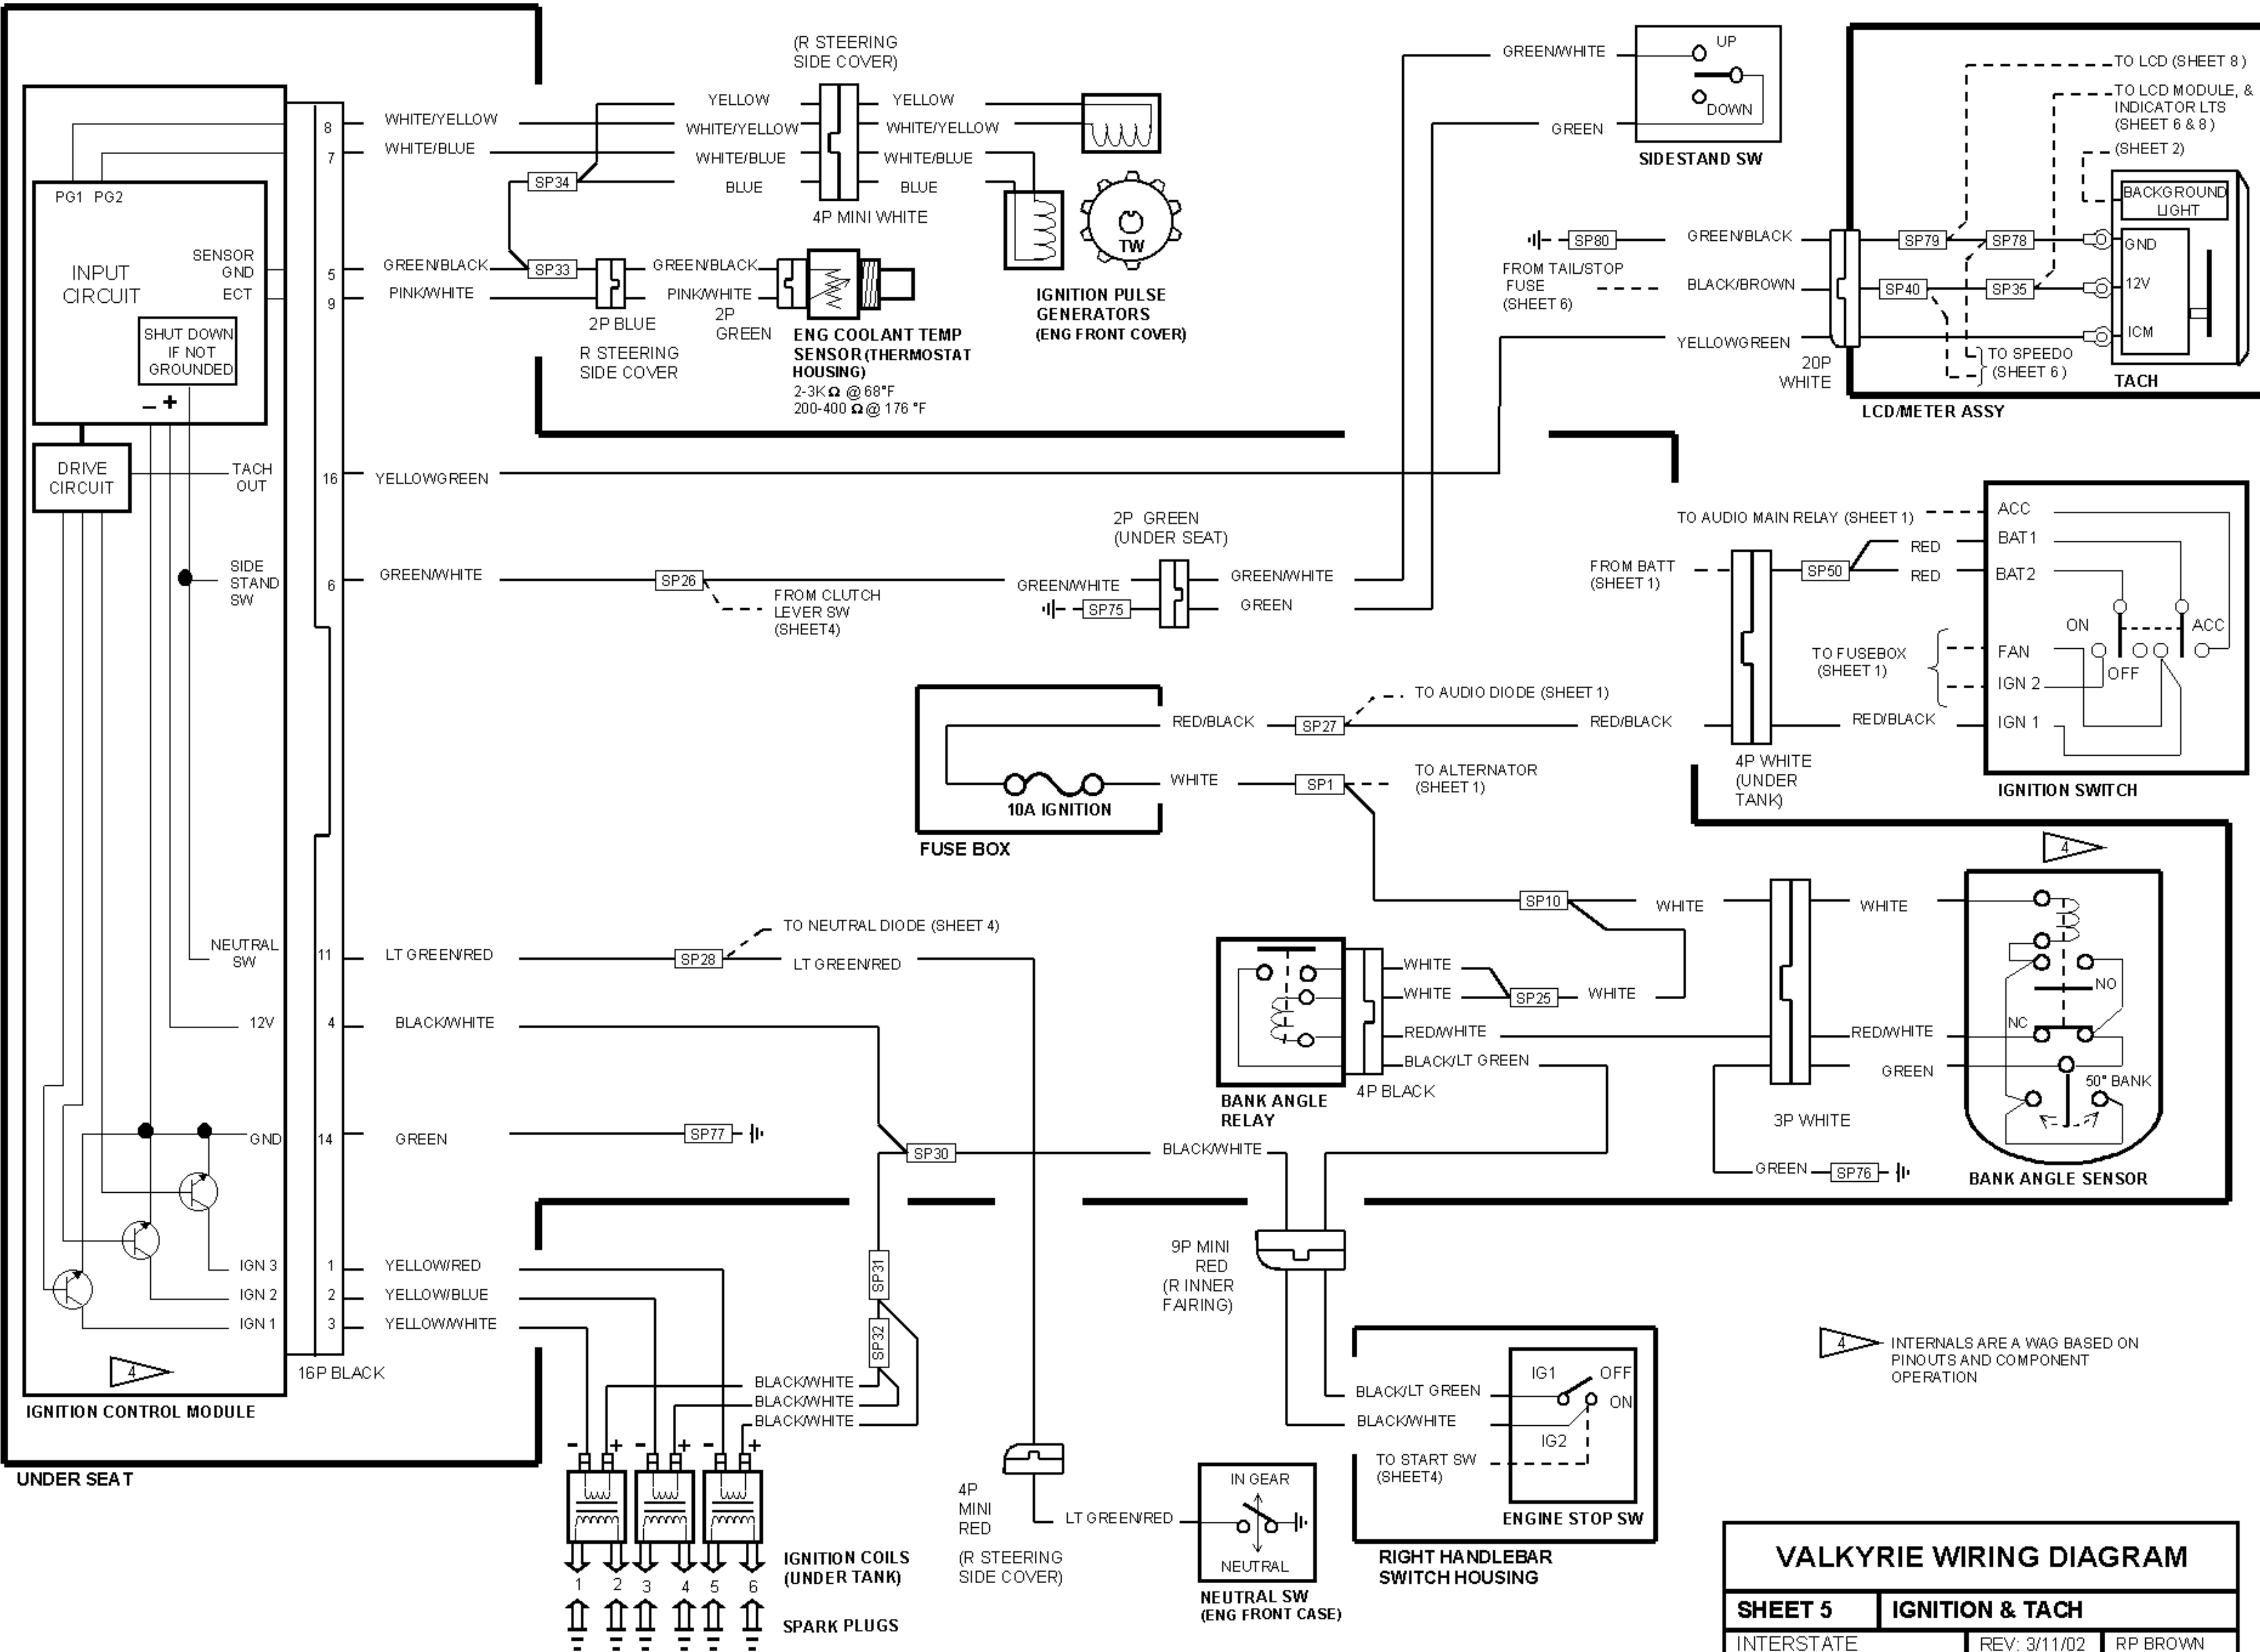 PG1 PG2
INPUT
CIRCUIT
SENSOR
GND
ECT
SHUT DOWN
IF NOT
GROUNDED
– +
DRIVE
CIRCUIT
TACH
OUT
SIDE
STAND
SW
NEUTRAL
SW
12V
GND
IGN 3
IGN 2
IGN 1
4
IGNITION CONTROL MODULE
UNDER SEAT
8
7
5
9
16
6
11
4
14
1
2
3
16P BLACK
WHITE/YELLOW
WHITE/BLUE
GREEN/BLACK
PINK/WHITE
SP34
SP33
(R STEERING
SIDE COVER)
YELLOW
WHITE/YELLOW
WHITE/BLUE
BLUE
YELLOW
WHITE/YELLOW
WHITE/BLUE
BLUE
4P MINI WHITE
GREEN/BLACK
PINK/WHITE
2P BLUE
R STEERING
SIDE COVER
2P
GREEN
ENG COOLANT TEMP
SENSOR (THERMOSTAT
HOUSING)
2-3K Ω @ 68°F
200-400 Ω @ 176 °F
TW
IGNITION PULSE
GENERATORS
(ENG FRONT COVER)
GREEN/WHITE
GREEN
UP
DOWN
SIDESTAND SW
TO LCD (SHEET 8 )
TO LCD MODULE, &
INDICATOR LTS
(SHEET 6 & 8 )
(SHEET 2)
BACKGROUND
LIGHT
SP80
GREEN/BLACK
SP79
SP78
GND
FROM TAIL/STOP
FUSE
(SHEET 6)
BLACK/BROWN
SP40
SP35
12V
YELLOWGREEN
ICM
20P
WHITE
TO SPEEDO
(SHEET 6 )
TACH
LCD/METER ASSY
YELLOWGREEN
GREEN/WHITE
SP26
FROM CLUTCH
LEVER SW
(SHEET4)
2P GREEN
(UNDER SEAT)
GREEN/WHITE
SP75
GREEN/WHITE
GREEN
TO AUDIO MAIN RELAY (SHEET 1)
FROM BATT
(SHEET 1)
SP50
RED
RED
ACC
BAT1
BAT2
ON
ACC
OFF
TO FUSEBOX
(SHEET 1)
FAN
IGN 2
IGN 1
RED/BLACK
4P WHITE
(UNDER
TANK)
IGNITION SWITCH
RED/BLACK
SP27
TO AUDIO DIODE (SHEET 1)
RED/BLACK
10A IGNITION
WHITE
SP1
TO ALTERNATOR
(SHEET 1)
FUSE BOX
LT GREEN/RED
SP28
TO NEUTRAL DIODE (SHEET 4)
LT GREEN/RED
BLACK/WHITE
GREEN
SP77
SP30
BLACK/WHITE
SP10
WHITE
WHITE
WHITE
WHITE
SP25
WHITE
RED/WHITE
BLACK/LT GREEN
4P BLACK
BANK ANGLE
RELAY
RED/WHITE
GREEN
3P WHITE
GREEN
SP76
4
NO
NC
50° BANK
BANK ANGLE SENSOR
YELLOW/RED
YELLOW/BLUE
YELLOW/WHITE
SP31
SP32
BLACK/WHITE
BLACK/WHITE
BLACK/WHITE
- + - + - +
IGNITION COILS
(UNDER TANK)
1 2 3 4 5 6
SPARK PLUGS
9P MINI
RED
(R INNER
FAIRING)
4P
MINI
RED
(R STEERING
SIDE COVER)
LT GREEN/RED
IN GEAR
NEUTRAL
NEUTRAL SW
(ENG FRONT CASE)
BLACK/LT GREEN
BLACK/WHITE
TO START SW
(SHEET4)
IG1
OFF
ON
IG2
ENGINE STOP SW
RIGHT HANDLEBAR
SWITCH HOUSING
4
INTERNALS ARE A WAG BASED ON
PINOUTS AND COMPONENT
OPERATION
VALKYRIE WIRING DIAGRAM
SHEET 5 IGNITION & TACH
INTERSTATE REV: 3/11/02 RP BROWN